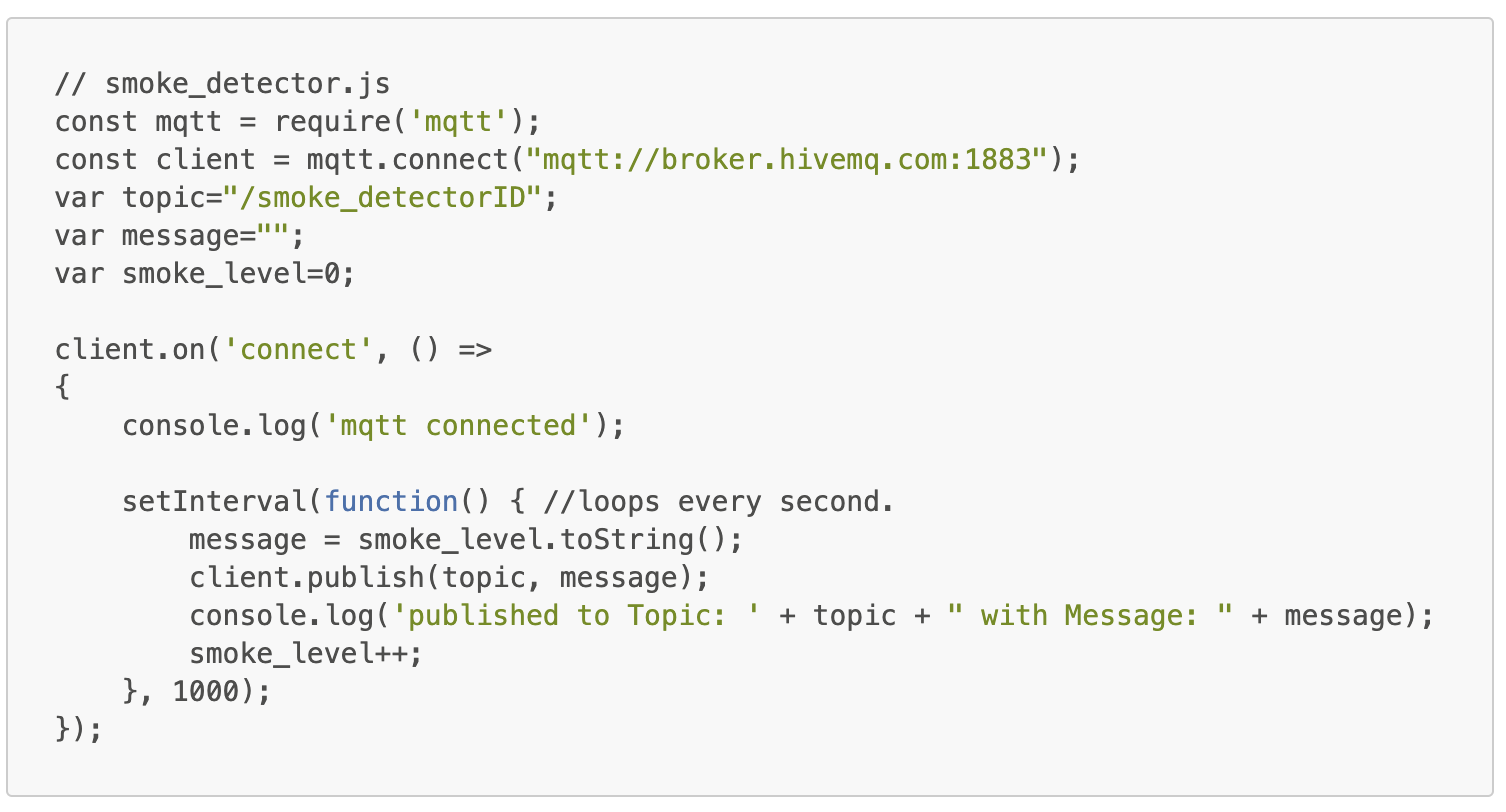 // smoke_detector.js
const mqtt = require('mqtt');
const client = mqtt.connect("mqtt://broker.hivemq.com:1883");
var topic="/smoke_detectorID";
var message="";
var smoke_level=0;

client.on('connect', () =>
{
    console.log('mqtt connected');

    setInterval(function() { //loops every second.
        message = smoke_level.toString();
        client.publish(topic, message);
        console.log('published to Topic: ' + topic + " with Message: " + message);
        smoke_level++;
    }, 1000);
});